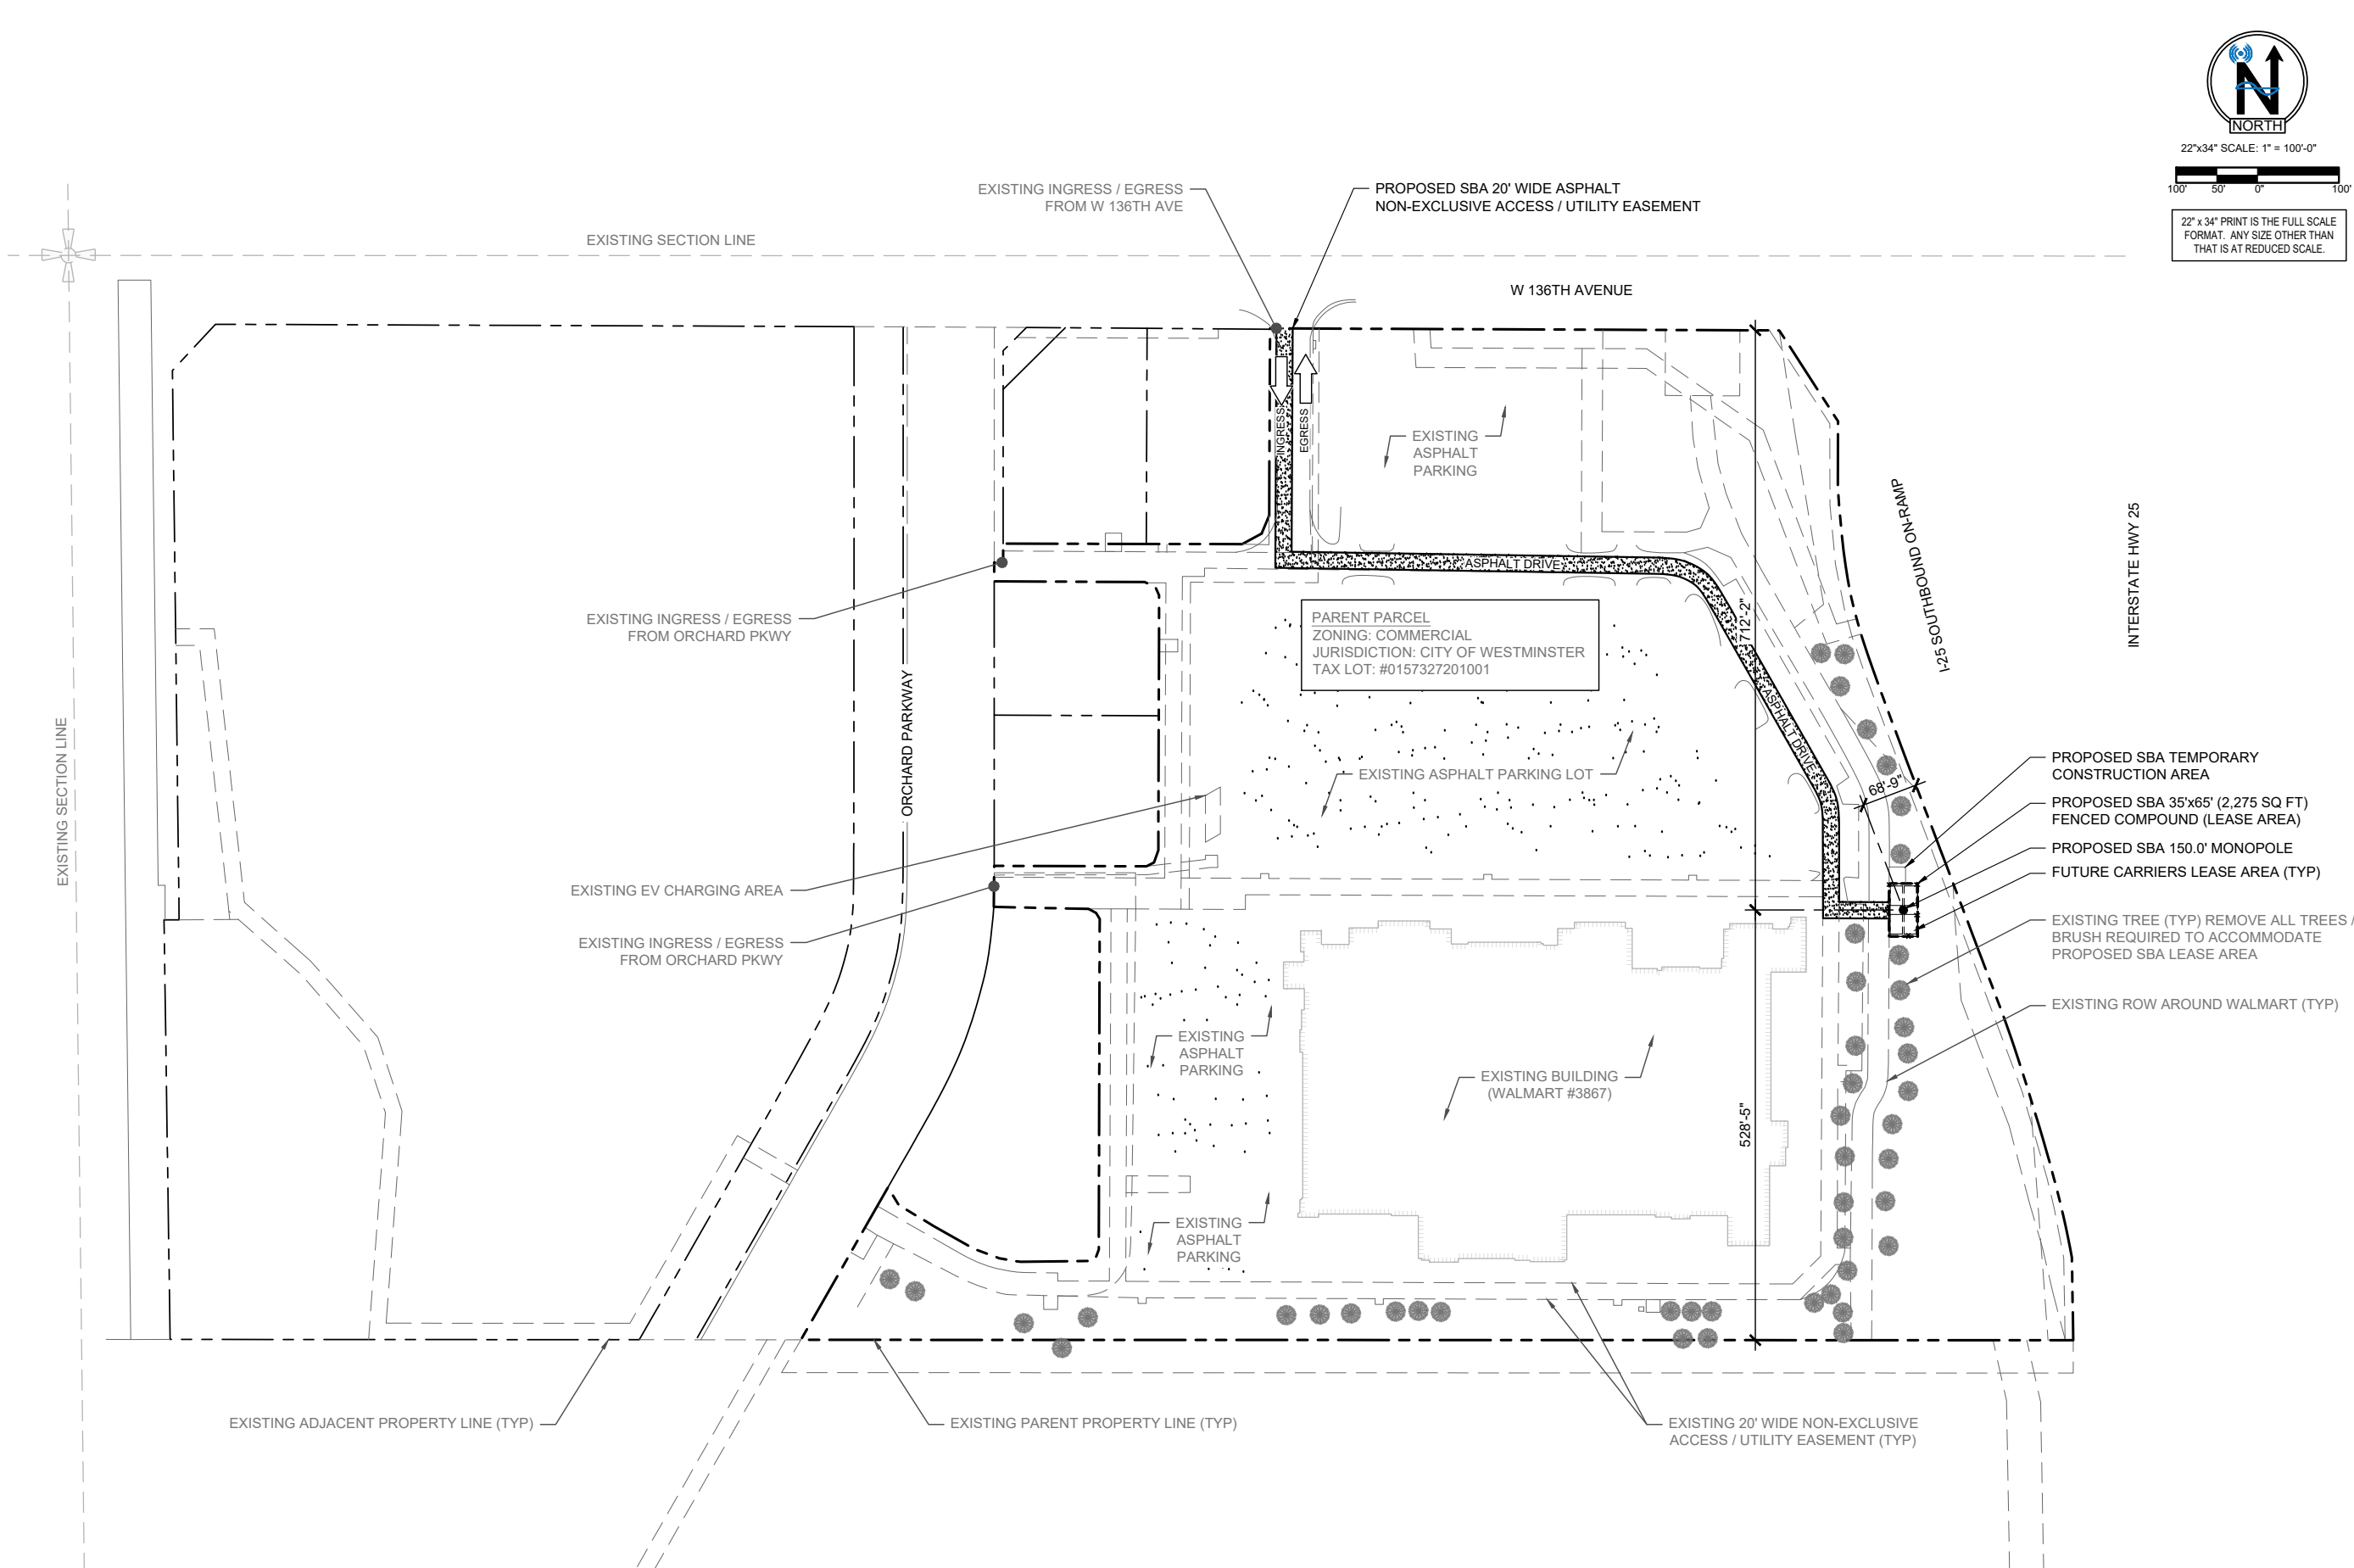 NORTH
22"x34" SCALE: 1" = 100'-0"
100' 50' 0" 100'
22" x 34" PRINT IS THE FULL SCALE
FORMAT. ANY SIZE OTHER THAN
THAT IS AT REDUCED SCALE.
EXISTING INGRESS / EGRESS
FROM W 136TH AVE
PROPOSED SBA 20' WIDE ASPHALT
NON-EXCLUSIVE ACCESS / UTILITY EASEMENT
EXISTING SECTION LINE
W 136TH AVENUE
INGRESS
EGRESS
EXISTING
ASPHALT
PARKING
I-25 SOUTHBOUND ON-RAMP
INTERSTATE HWY 25
ASPHALT DRIVE
EXISTING INGRESS / EGRESS
FROM ORCHARD PKWY
PARENT PARCEL
ZONING: COMMERCIAL
JURISDICTION: CITY OF WESTMINSTER
TAX LOT: #0157327201001
712'-2"
ASPHALT DRIVE
ORCHARD PARKWAY
EXISTING SECTION LINE
EXISTING ASPHALT PARKING LOT
68'-9"
PROPOSED SBA TEMPORARY
CONSTRUCTION AREA
PROPOSED SBA 35'x65' (2,275 SQ FT)
FENCED COMPOUND (LEASE AREA)
PROPOSED SBA 150.0' MONOPOLE
FUTURE CARRIERS LEASE AREA (TYP)
EXISTING EV CHARGING AREA
EXISTING TREE (TYP) REMOVE ALL TREES /
BRUSH REQUIRED TO ACCOMMODATE
PROPOSED SBA LEASE AREA
EXISTING INGRESS / EGRESS
FROM ORCHARD PKWY
EXISTING ROW AROUND WALMART (TYP)
EXISTING
ASPHALT
PARKING
EXISTING BUILDING
(WALMART #3867)
528'-5"
EXISTING
ASPHALT
PARKING
EXISTING ADJACENT PROPERTY LINE (TYP)
EXISTING PARENT PROPERTY LINE (TYP)
EXISTING 20' WIDE NON-EXCLUSIVE
ACCESS / UTILITY EASEMENT (TYP)